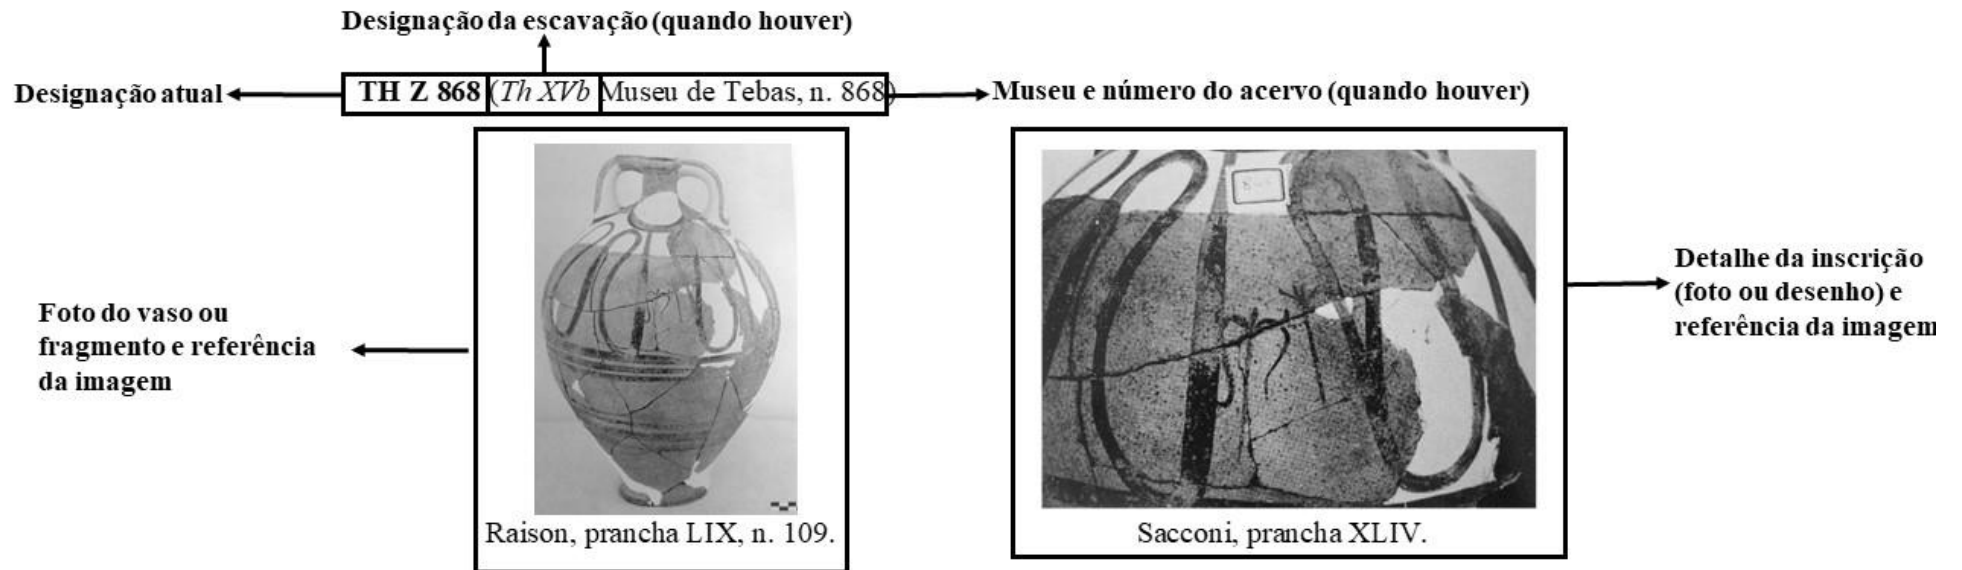 Designação da escavação (quando houver)
Designação atual
TH Z 868 (Th XVb Museu de Tebas, n. 868)
Museu e número do acervo (quando houver)
Foto do vaso ou
fragmento e referência
da imagem
Raison, prancha LIX, n. 109.
Sacconi, prancha XLIV.
Detalhe da inscrição
(foto ou desenho) e
referência da imagem